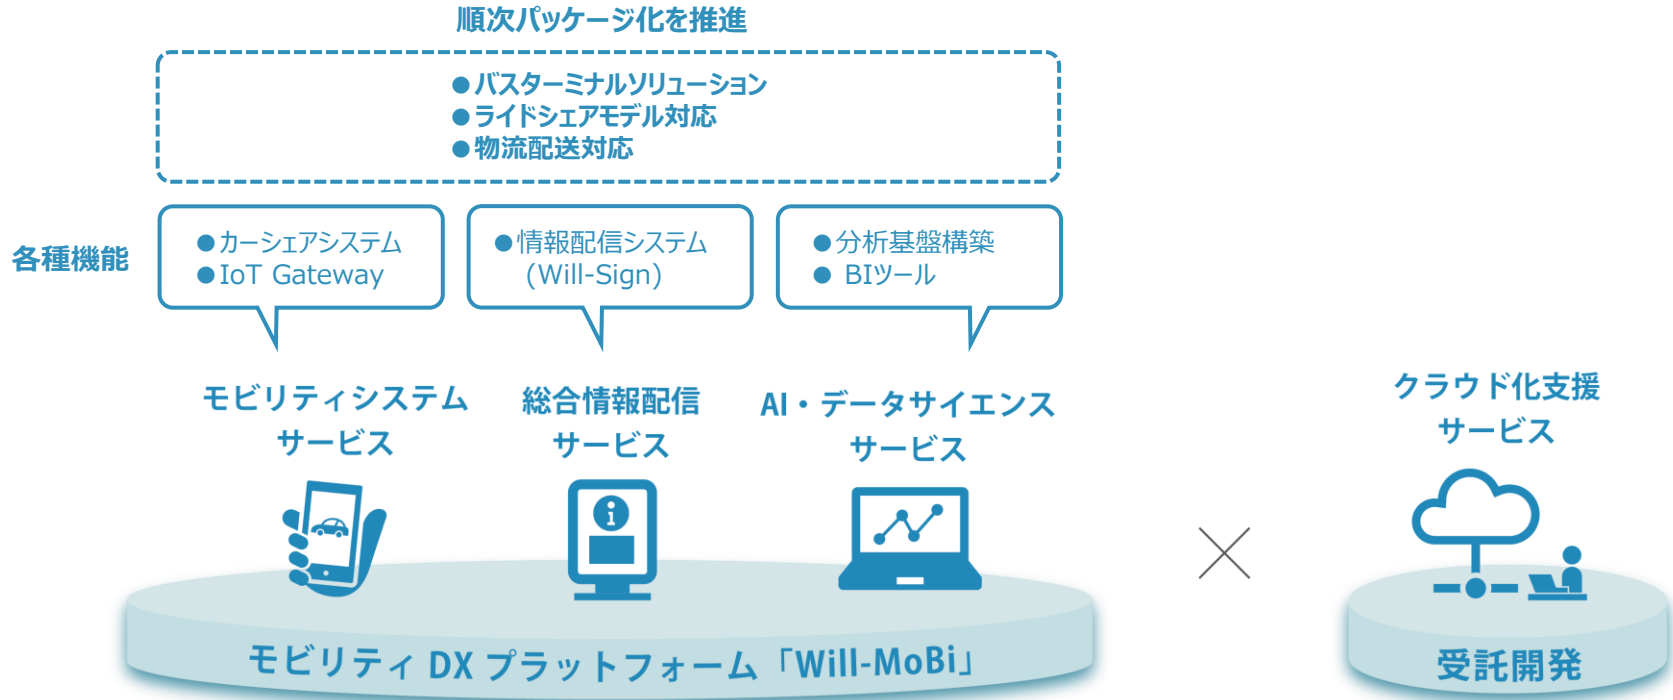 順次パッケージ化を推進
●バスターミナルソリューション
●ライドシェアモデル対応
●物流配送対応
各種機能
●カーシェアシステム
●IoT Gateway
●情報配信システム
(Will-Sign)
●分析基盤構築
● BIツール
モビリティシステム
サービス
総合情報配信
サービス
AI・データサイエンス
サービス
クラウド化支援
サービス
i
×
モビリティ DX プラットフォーム「Will-MoBi」
受託開発